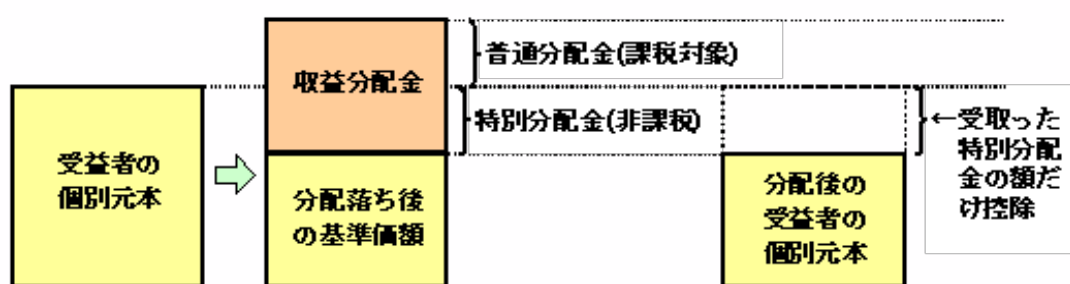 受益者の
個別元本
収益分配金
分配落ち後
の基準価額
普通分配金(課税対象)
特別分配金(非課税)
分配後の
受益者の
個別元本
←受取った
特別分配
金の額だ
け控除